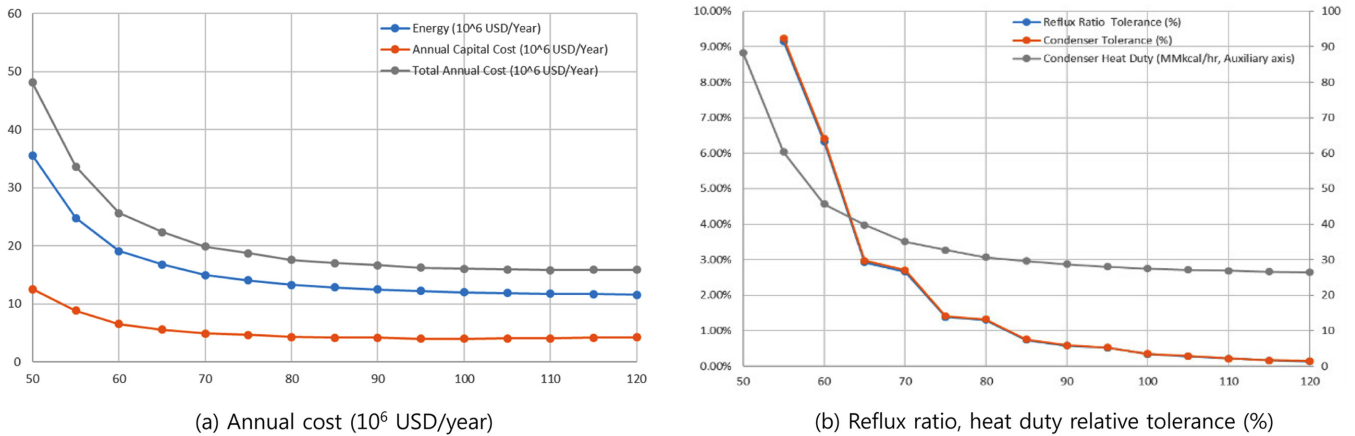 60
50
40
30
20
10
0
50 60 70 80 90 100 110 120
Energy (10^6 USD/Year)
Annual Capital Cost (10^6 USD/Year)
Total Annual Cost (10^6 USD/Year)
(a) Annual cost (10⁶ USD/year)
10.00%
9.00%
8.00%
7.00%
6.00%
5.00%
4.00%
3.00%
2.00%
1.00%
0.00%
50 60 70 80 90 100 110 120
Reflux Ratio Tolerance (%)
Condenser Tolerance (%)
Condenser Heat Duty (MMkcal/hr, Auxiliary axis)
100
90
80
70
60
50
40
30
20
10
0
(b) Reflux ratio, heat duty relative tolerance (%)